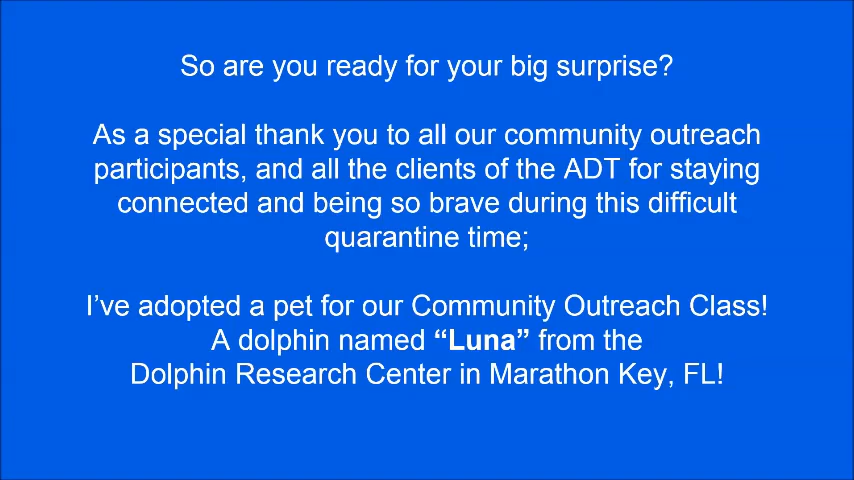 So are you ready for your big surprise?
As a special thank you to all our community outreach
participants, and all the clients of the ADT for staying
connected and being so brave during this difficult
quarantine time;
I’ve adopted a pet for our Community Outreach Class!
A dolphin named “Luna” from the
Dolphin Research Center in Marathon Key, FL!